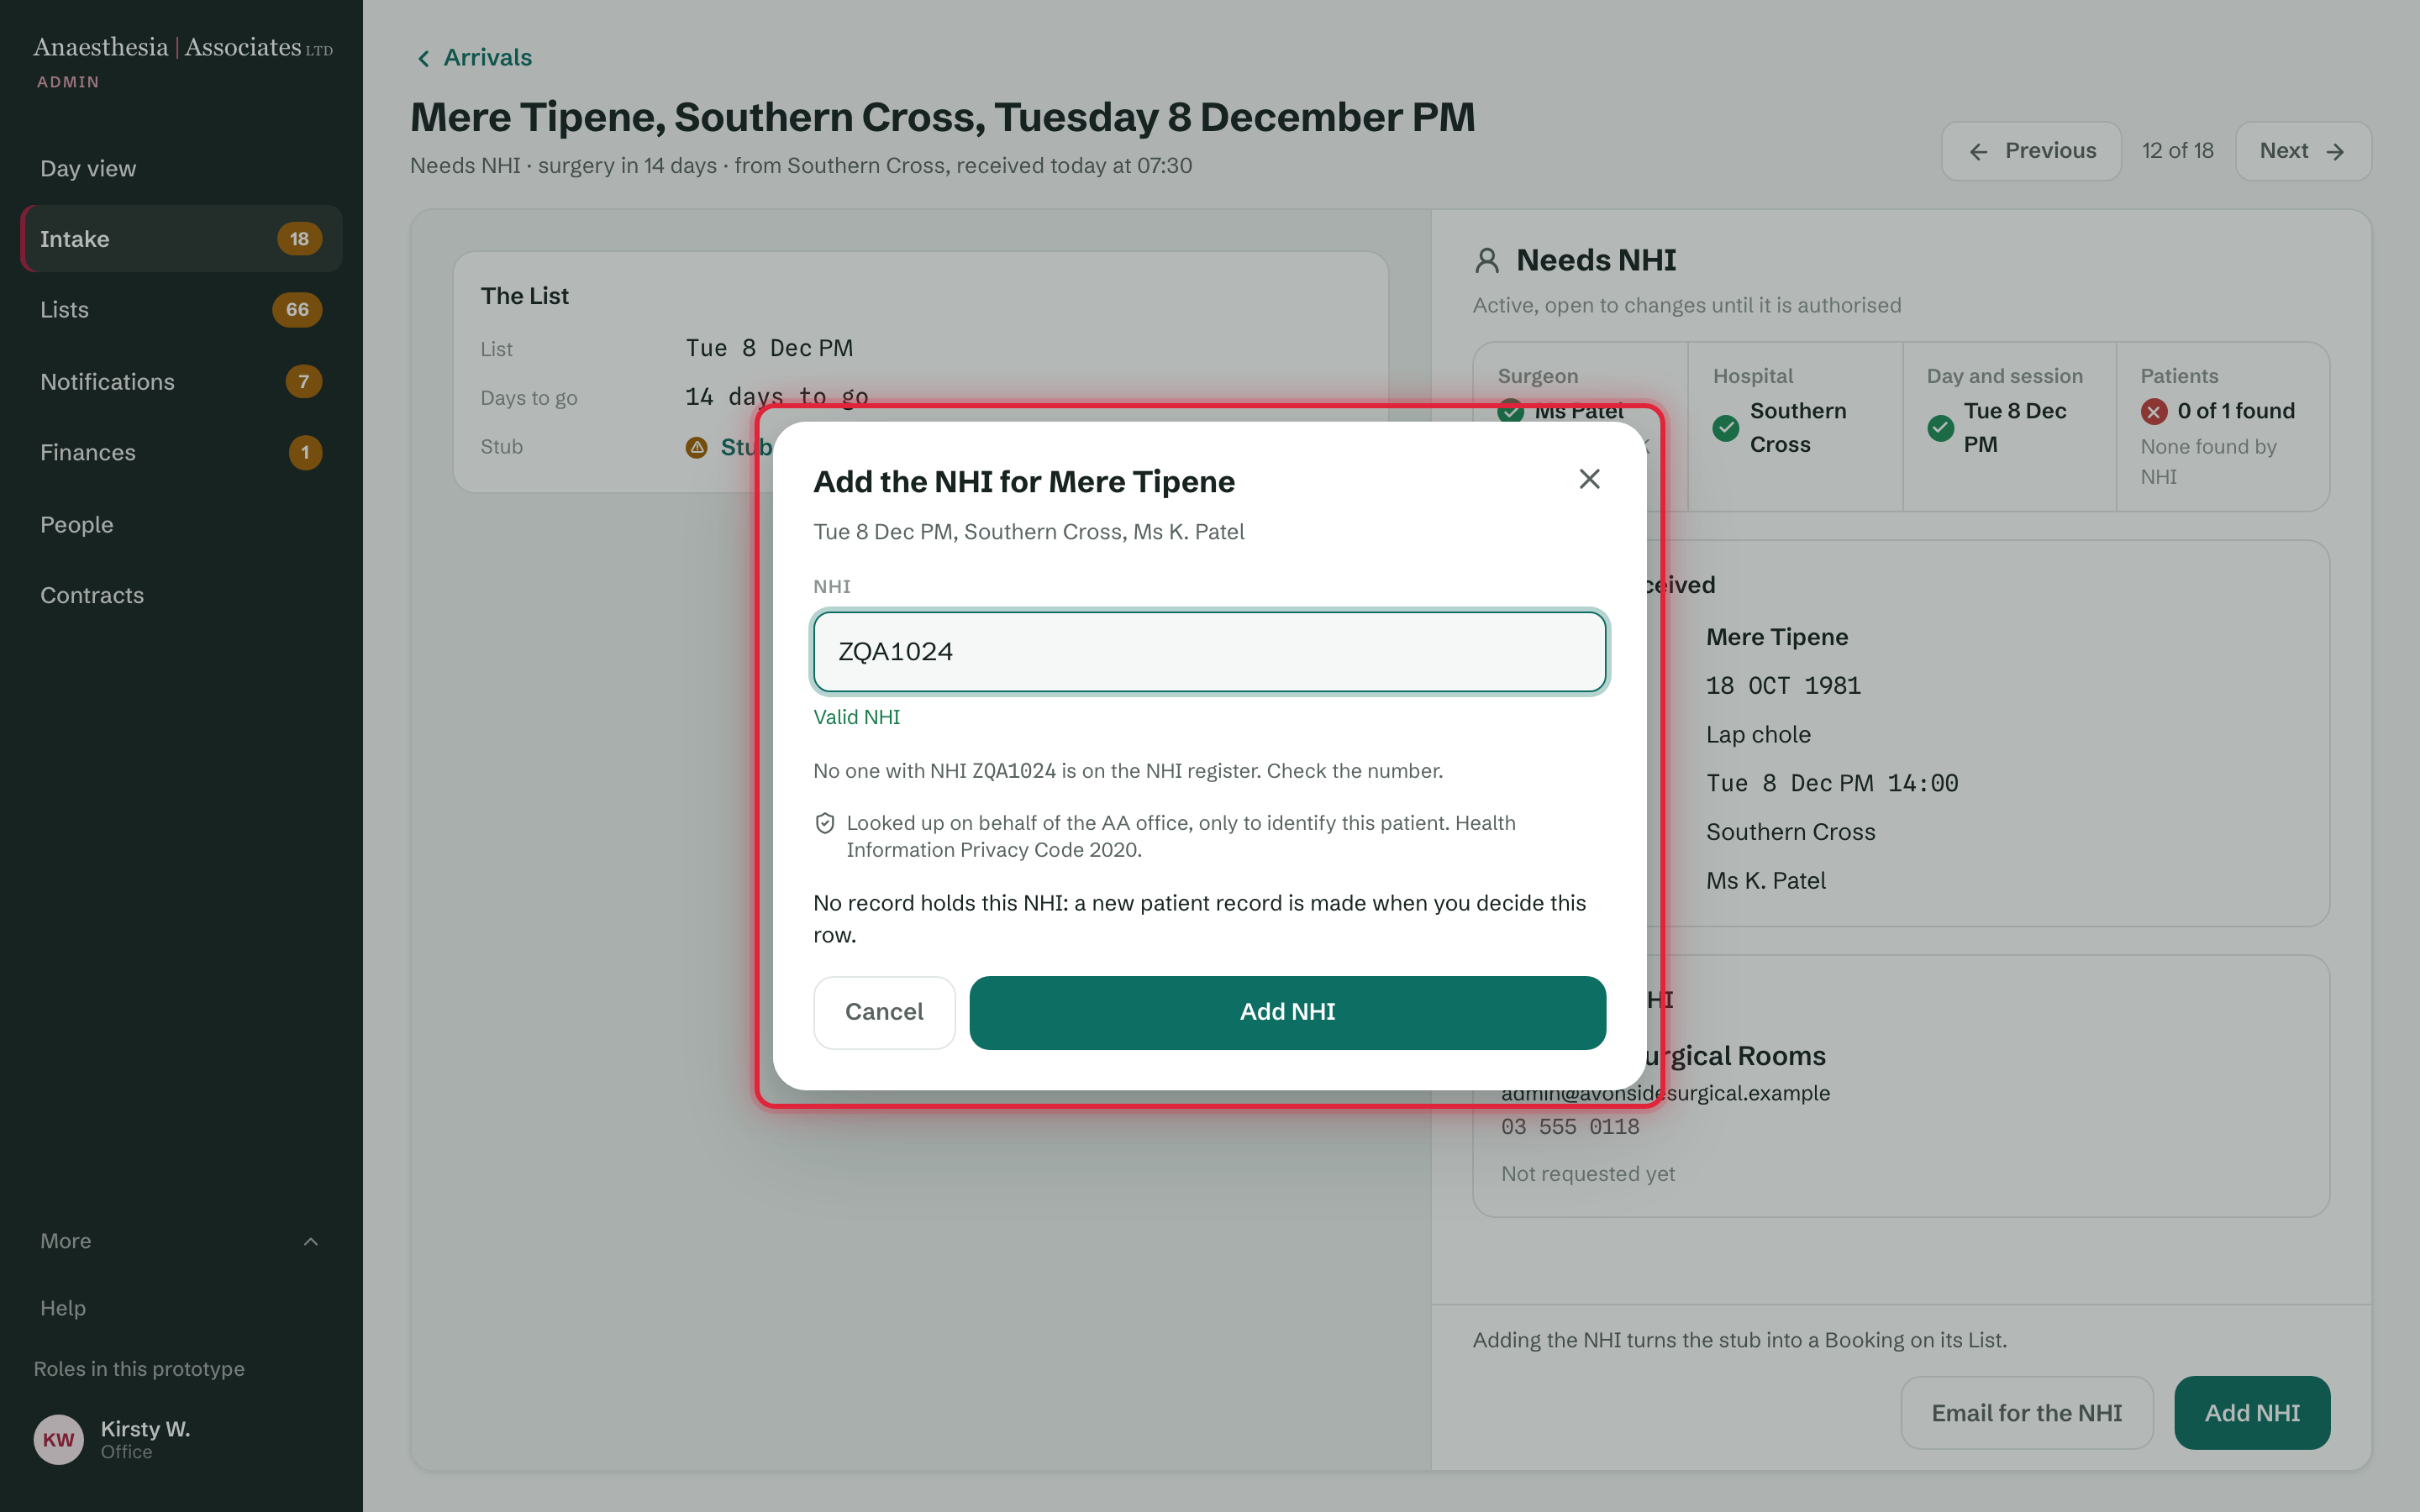 Anaesthesia | Associates LTD
ADMIN
Day view
Intake 18
Lists 66
Notifications 7
Finances 1
People
Contracts
More
Help
Roles in this prototype
KW
Kirsty W.
Office
Arrivals
Mere Tipene, Southern Cross, Tuesday 8 December PM
Needs NHI · surgery in 14 days · from Southern Cross, received today at 07:30
Previous
12 of 18
Next
The List
List Tue 8 Dec PM
Days to go 14 days to go
Stub Stub
Needs NHI
Active, open to changes until it is authorised
Surgeon
Ms Patel
Hospital
Southern
Cross
Day and session
Tue 8 Dec
PM
Patients
0 of 1 found
None found by
NHI
Mere Tipene
18 OCT 1981
Lap chole
Tue 8 Dec PM 14:00
Southern Cross
Ms K. Patel
Rooms
admin@avonsidesurgical.example
03 555 0118
Not requested yet
Adding the NHI turns the stub into a Booking on its List.
Email for the NHI
Add NHI
Add the NHI for Mere Tipene
Tue 8 Dec PM, Southern Cross, Ms K. Patel
NHI
ZQA1024
Valid NHI
No one with NHI ZQA1024 is on the NHI register. Check the number.
Looked up on behalf of the AA office, only to identify this patient. Health
Information Privacy Code 2020.
No record holds this NHI: a new patient record is made when you decide this
row.
Cancel
Add NHI